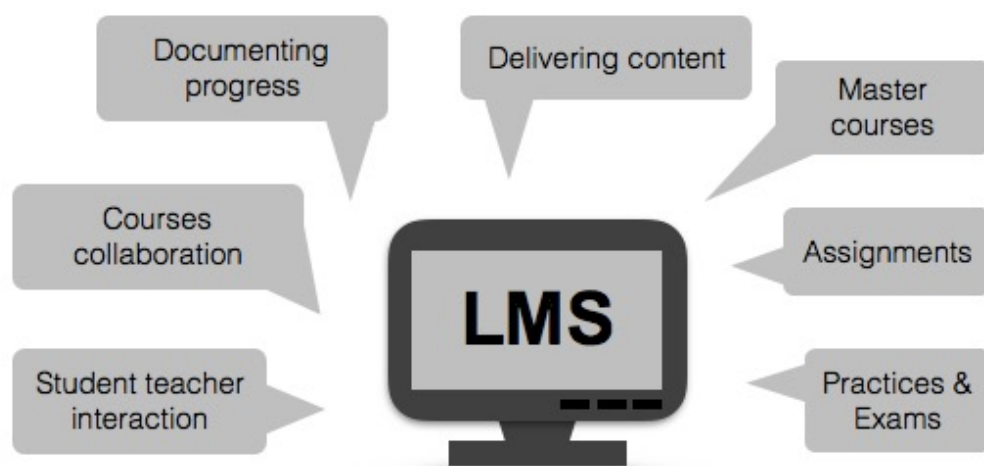 Documenting
progress
Delivering content
Master
courses
Courses
collaboration
LMS
Assignments
Student teacher
interaction
Practices &
Exams